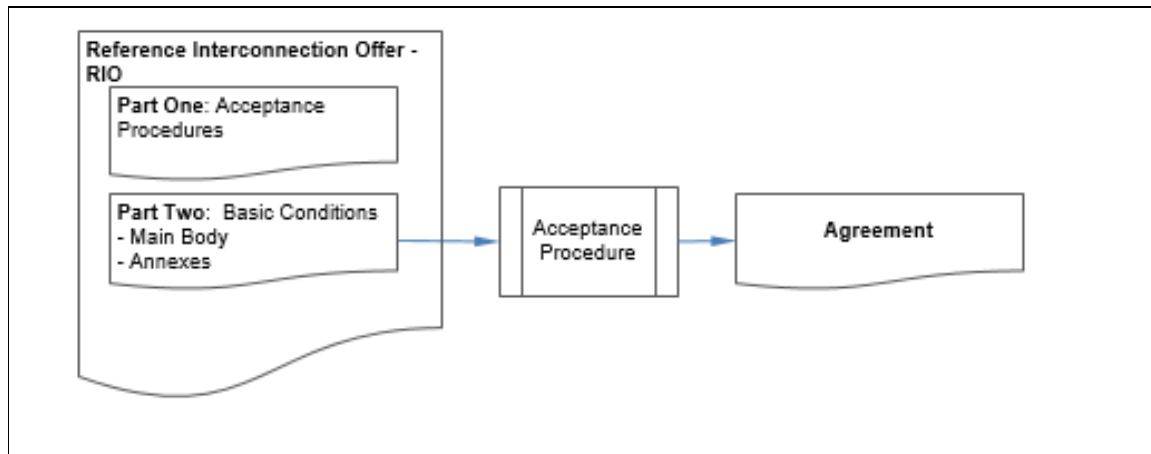 Reference Interconnection Offer -
RIO
Part One: Acceptance
Procedures
Part Two:  Basic Conditions
- Main Body
- Annexes
Acceptance
Procedure
Agreement